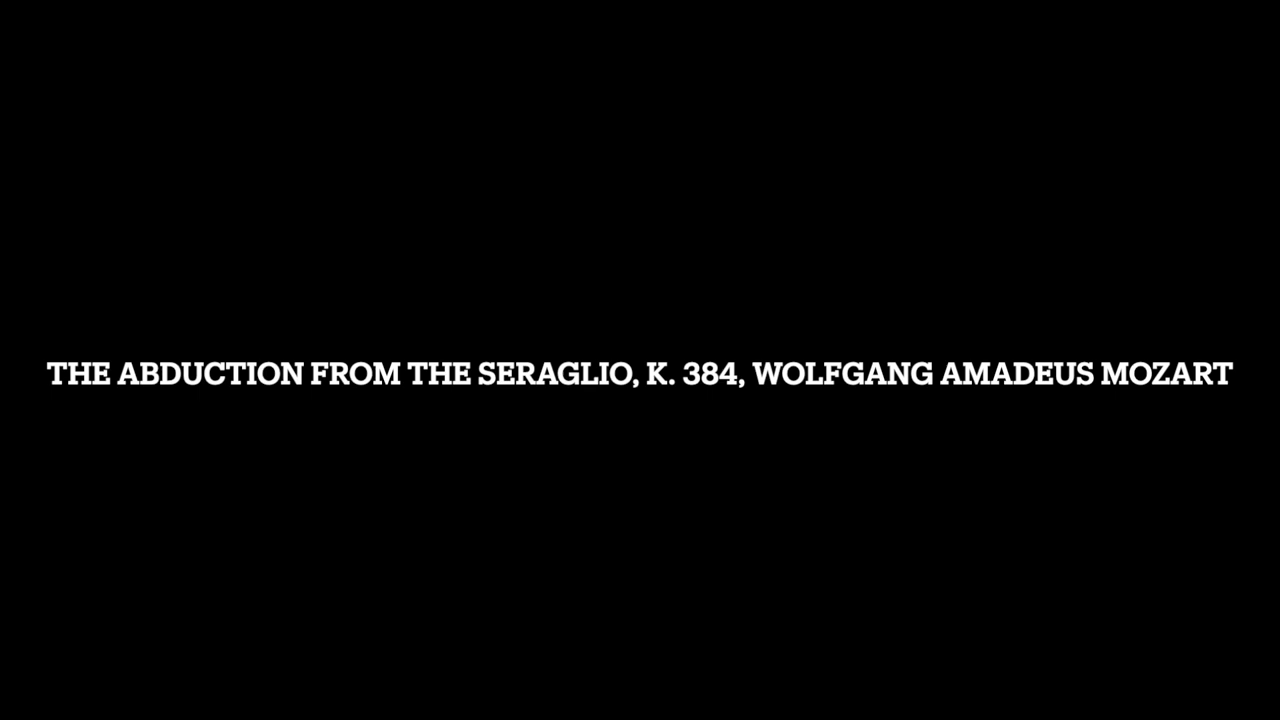 THE ABDUCTION FROM THE SERAGLIO, K. 384, WOLFGANG AMADEUS MOZART